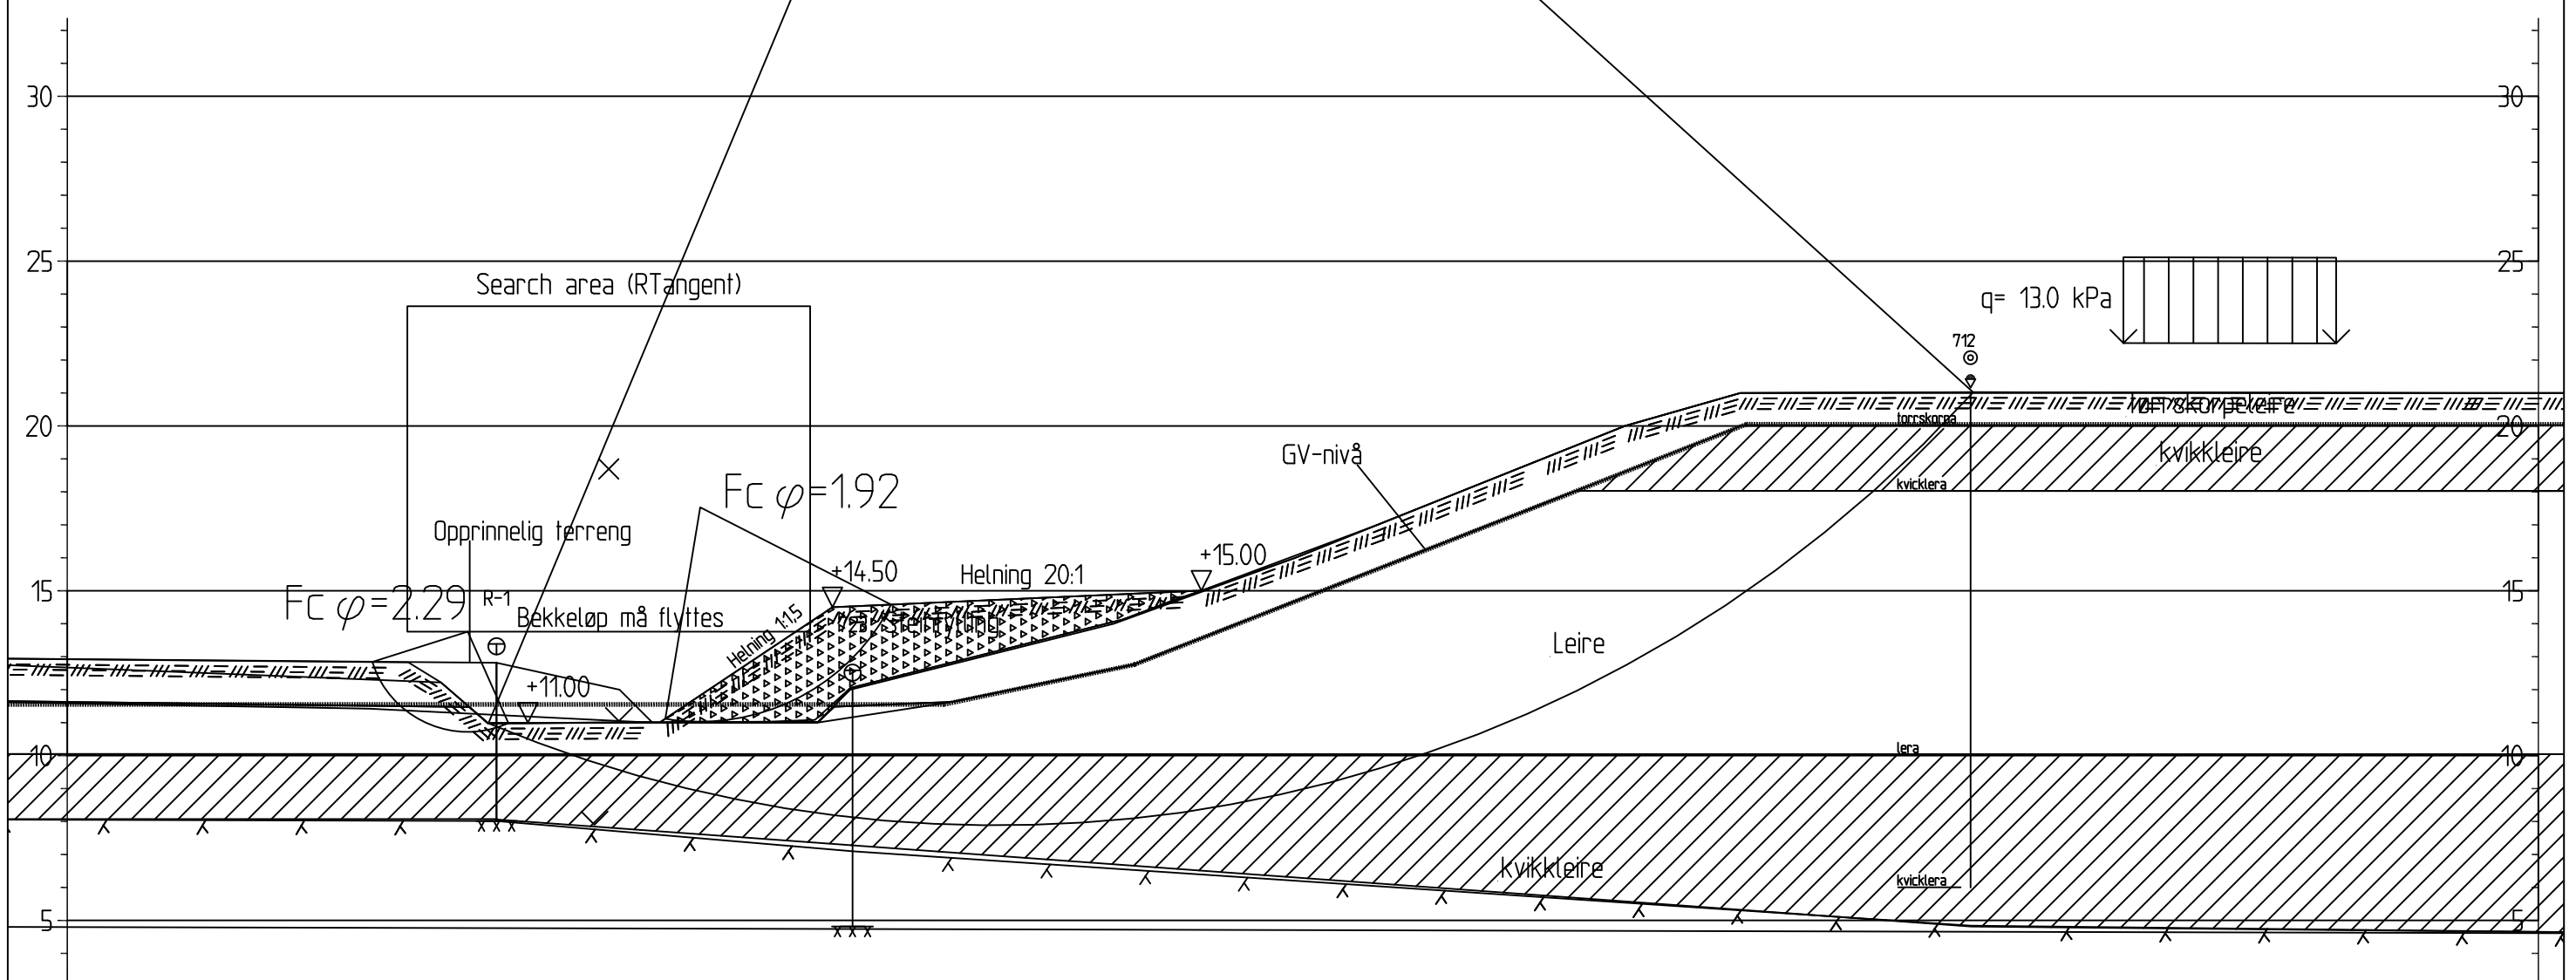 30
30
25
25
Search area (RTangent)
q= 13.0 kPa
712
20
20
torrskorpa
Tørrskorpeleire
kvikkleire
GV-nivå
kvicklera
Fc φ=1.92
Opprinnelig terreng
+14.50
Helning 20:1
+15.00
15
15
Fc φ=2.29
R-1
Bekkeløp må flyttes
Helning 1:1.5
Leire
+11.00
10
10
lera
kvikkleire
kvicklera
5
5